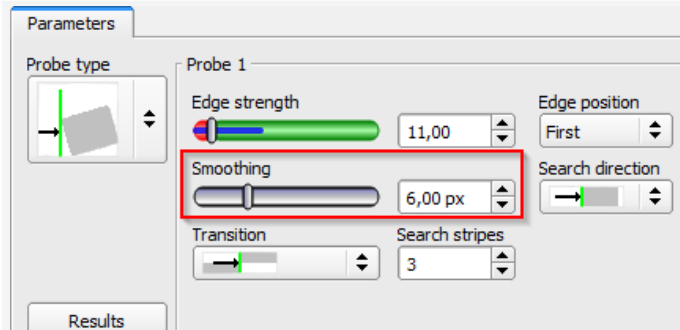 Parameters
Probe type
Probe 1
Edge strength
11,00
Edge position
First
Smoothing
6,00 px
Search direction
Transition
Search stripes
3
Results